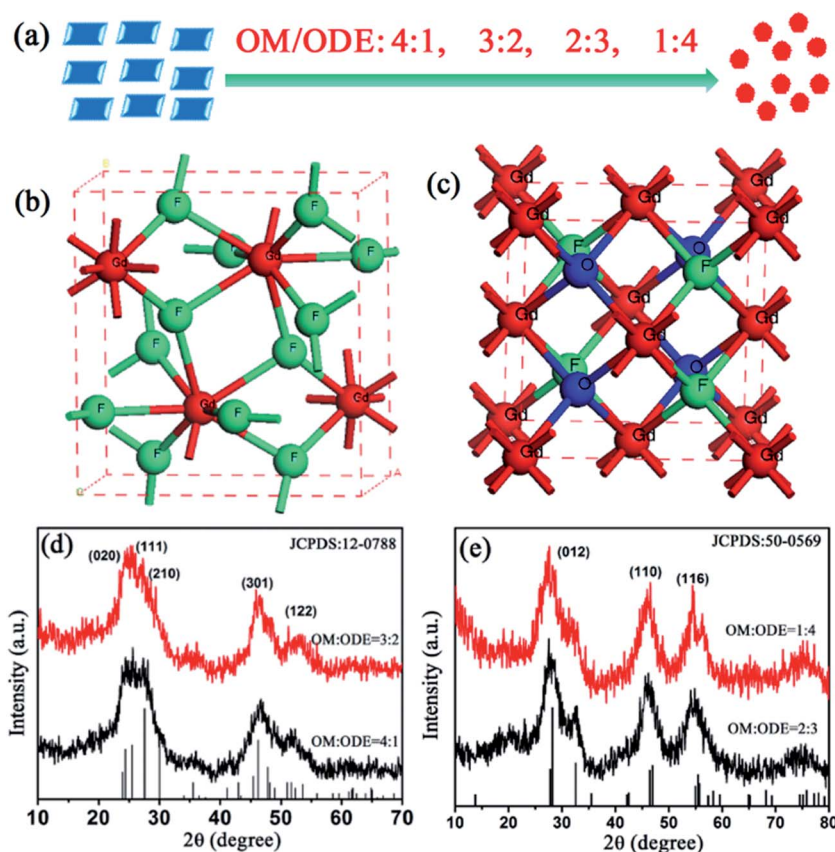 (a) OM/ODE: 4:1, 3:2, 2:3, 1:4
(b)
B
F F
Gd F Gd F
F F
F F
F Gd F Gd
F F
O A
(c)
Gd Gd Gd
Gd Gd
F O
O F
Gd Gd Gd
Gd
F O
O F
Gd Gd
Gd Gd Gd
(d) JCPDS:12-0788
(020) (111)
(210)
(301)
(122)
OM:ODE=3:2
OM:ODE=4:1
Intensity (a.u.)
10 20 30 40 50 60 70
2θ (degree)
(e) JCPDS:50-0569
(012)
(110) (116)
OM:ODE=1:4
OM:ODE=2:3
Intensity (a.u.)
10 20 30 40 50 60 70 80
2θ (degree)